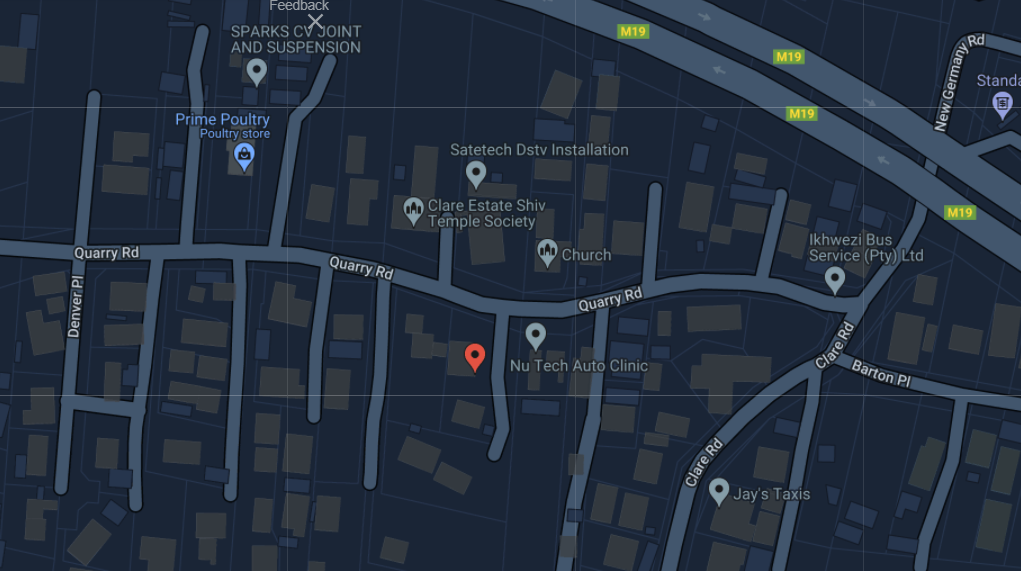 Feedback
SPARKS CV JOINT
AND SUSPENSION
M19
M19
New Germany Rd
Standa
Prime Poultry
Poultry store
M19
Satetech Dstv Installation
Clare Estate Shiv
Temple Society
M19
Quarry Rd
Quarry Rd
Church
Ikhwezi Bus
Service (Pty) Ltd
Denver Pl
Quarry Rd
Nu Tech Auto Clinic
Clare Rd
Barton Pl
Clare Rd
Jay's Taxis